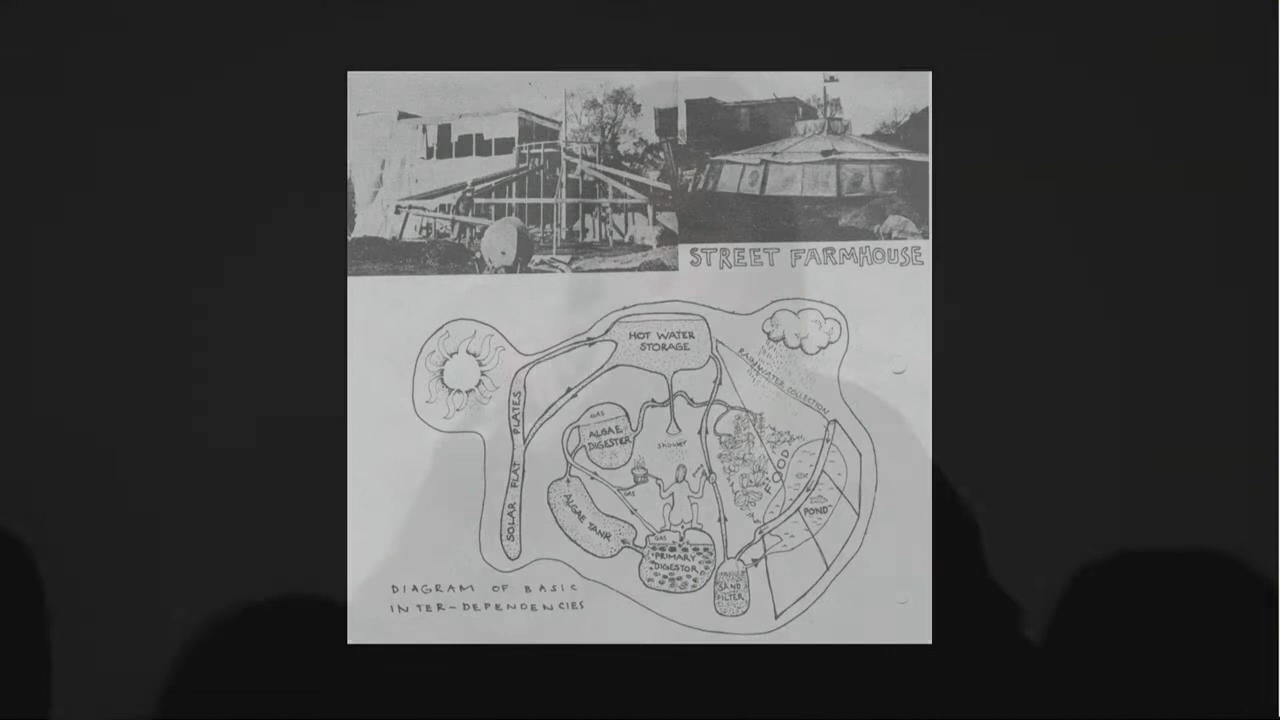 STREET FARMHOUSE
HOT WATER
STORAGE
RAINWATER COLLECTION
SOLAR FLAT PLATES
GAS
ALGAE
DIGESTER
SHOWER
FOOD
GAS
ALGAE TANK
POND
GAS
PRIMARY
DIGESTOR
SAND
FILTER
DIAGRAM OF BASIC
INTER-DEPENDENCIES